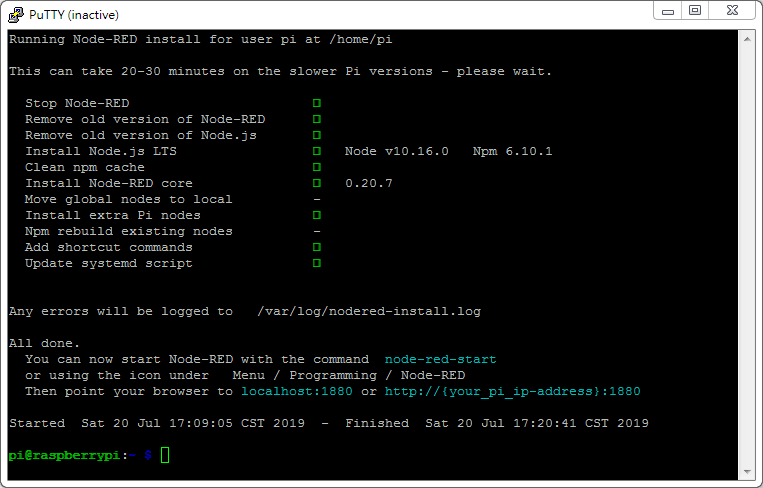 PuTTY (inactive)
Running Node-RED install for user pi at /home/pi
This can take 20-30 minutes on the slower Pi versions - please wait.
Stop Node-RED □
Remove old version of Node-RED □
Remove old version of Node.js □
Install Node.js LTS □ Node v10.16.0 Npm 6.10.1
Clean npm cache □
Install Node-RED core □ 0.20.7
Move global nodes to local -
Install extra Pi nodes □
Npm rebuild existing nodes -
Add shortcut commands □
Update systemd script □
Any errors will be logged to /var/log/nodered-install.log
All done.
You can now start Node-RED with the command node-red-start
or using the icon under Menu / Programming / Node-RED
Then point your browser to localhost:1880 or http://{your_pi_ip-address}:1880
Started Sat 20 Jul 17:09:05 CST 2019 - Finished Sat 20 Jul 17:20:41 CST 2019
pi@raspberrypi:~ $